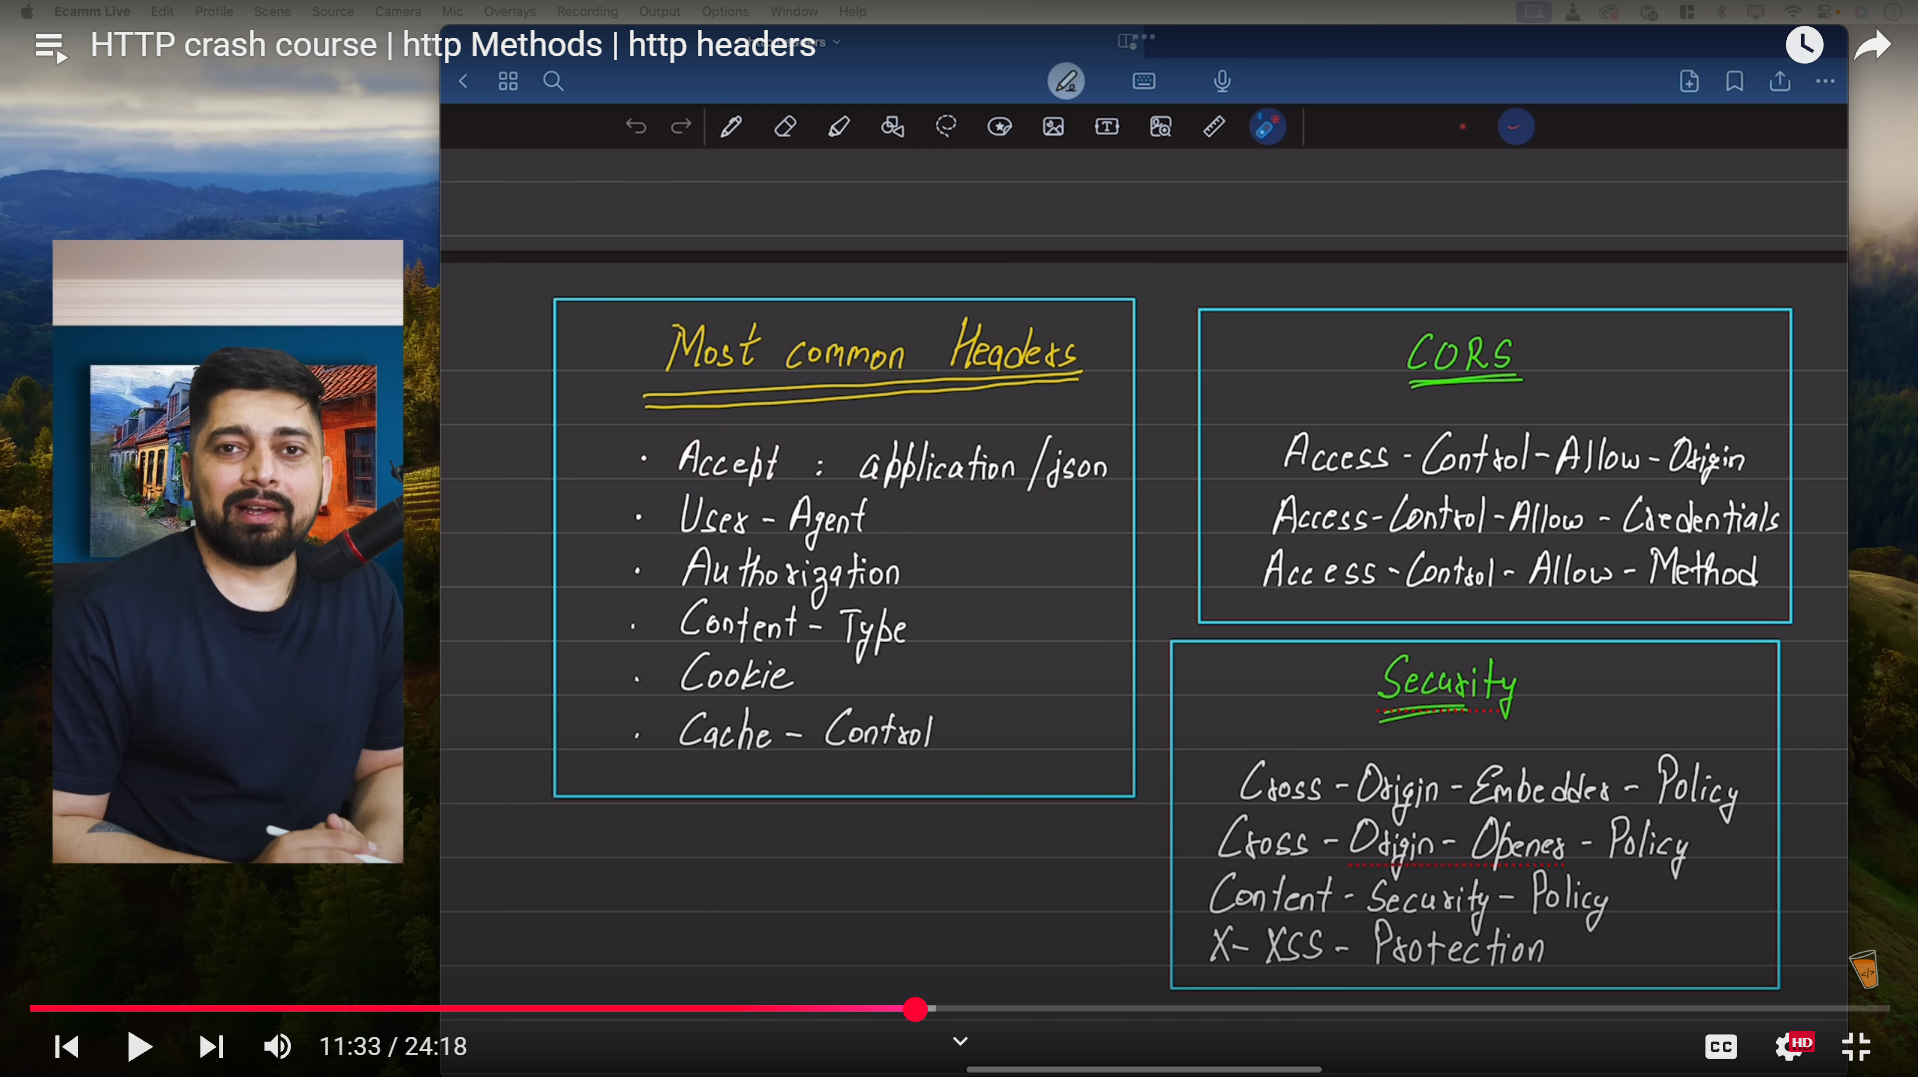 Ecamm Live Edit Profile Scene Source Camera Mic Overlays Recording Output Options Window Help
HTTP crash course | http Methods | http headers
Most common Headers
· Accept : application/json
· User-Agent
· Authorization
· Content-Type
· Cookie
· Cache-Control
CORS
Access-Control-Allow-Origin
Access-Control-Allow-Credentials
Access-Control-Allow-Method
Security
Cross-Origin-Embedder-Policy
Cross-Origin-Opener-Policy
Content-Security-Policy
X-XSS-Protection
11:33 / 24:18
CC
HD